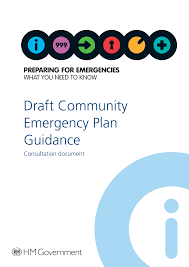 i 999
PREPARING FOR EMERGENCIES
WHAT YOU NEED TO KNOW
Draft Community
Emergency Plan
Guidance
Consultation document
i
HM Government